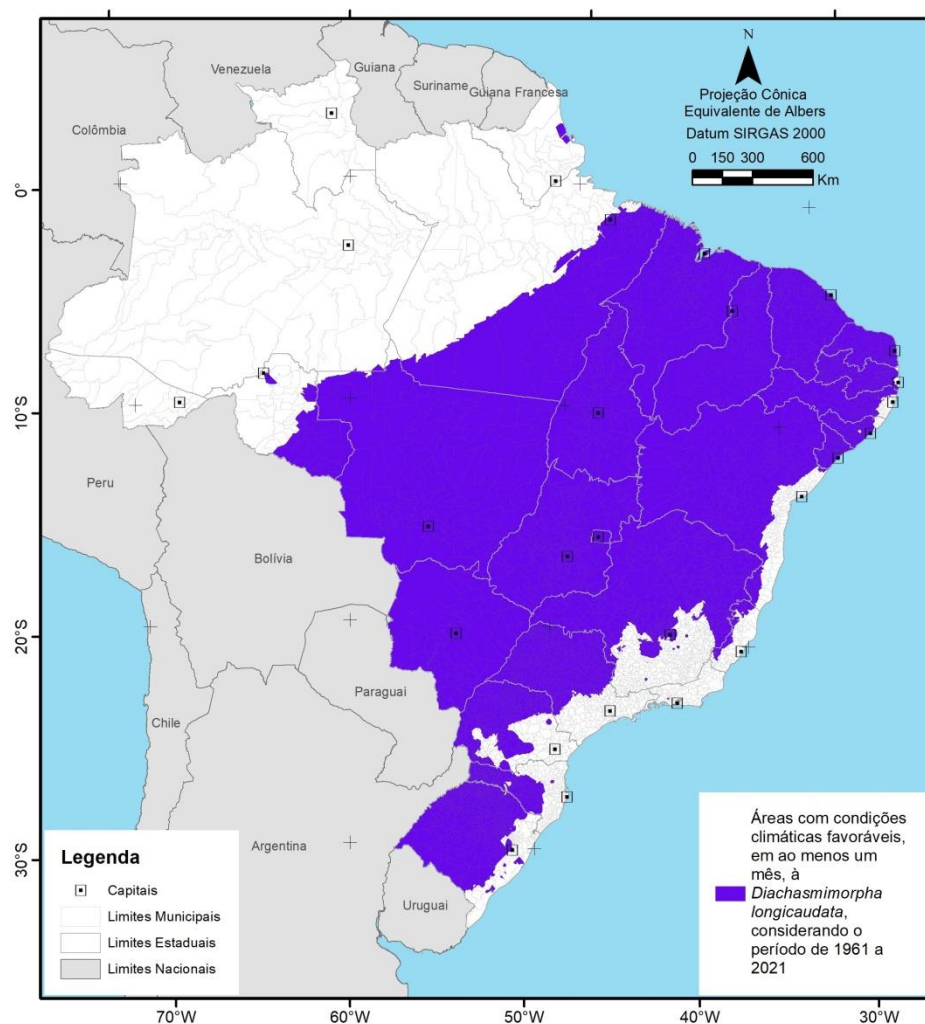 N
Projeção Cônica
Equivalente de Albers
Datum SIRGAS 2000
0 150 300 600
Km
Venezuela
Guiana
Suriname
Guiana Francesa
Colômbia
Peru
Bolívia
Paraguai
Chile
Argentina
Uruguai
0°
10°S
20°S
30°S
Legenda
Capitais
Limites Municipais
Limites Estaduais
Limites Nacionais
Áreas com condições
climáticas favoráveis,
em ao menos um
mês, à
Diachasmimorpha
longicaudata,
considerando o
período de 1961 a
2021
70°W 60°W 50°W 40°W 30°W